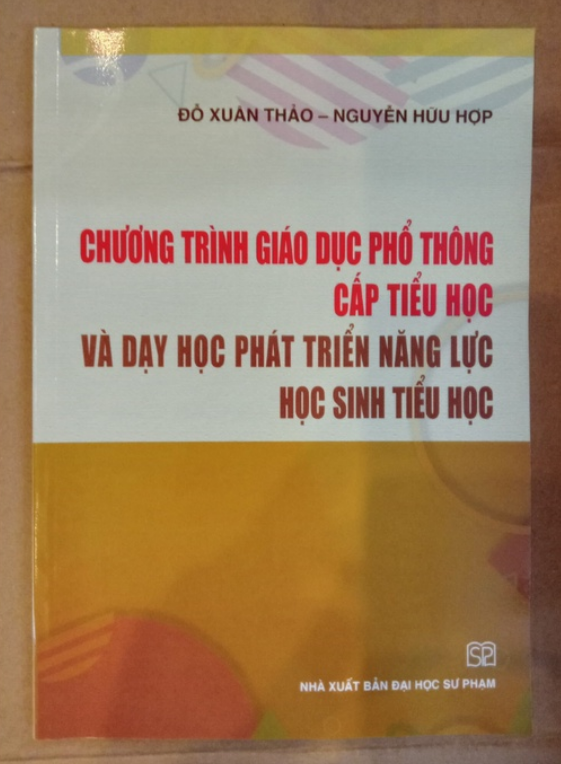 ĐỖ XUÂN THẢO – NGUYỄN HỮU HỢP
CHƯƠNG TRÌNH GIÁO DỤC PHỔ THÔNG
CẤP TIỂU HỌC
VÀ DẠY HỌC PHÁT TRIỂN NĂNG LỰC
HỌC SINH TIỂU HỌC
NHÀ XUẤT BẢN ĐẠI HỌC SƯ PHẠM